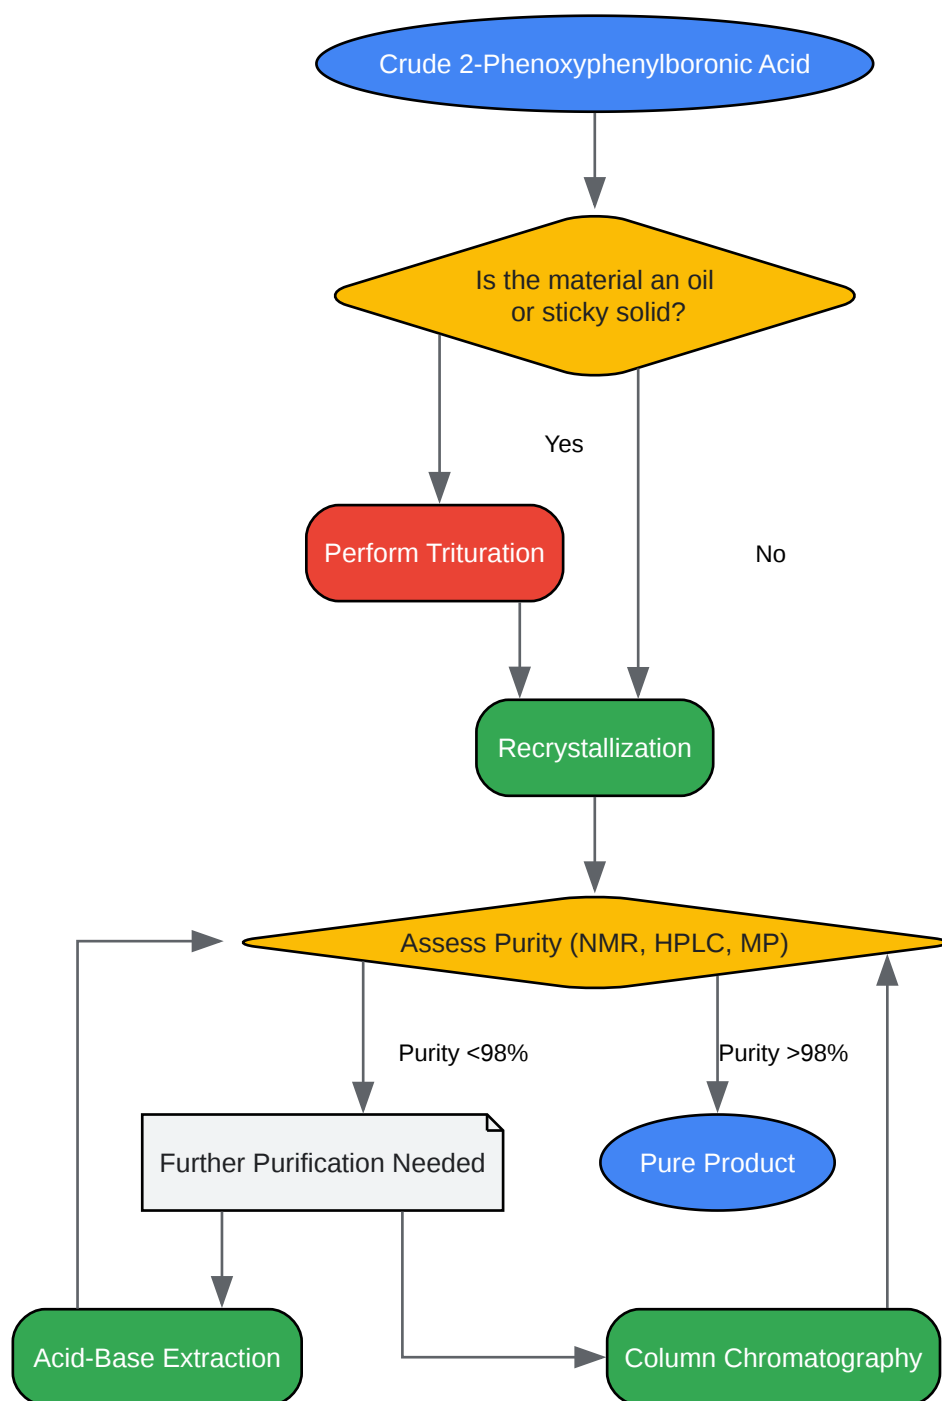 Crude 2-Phenoxyphenylboronic Acid
Is the material an oil
or sticky solid?
Yes
Perform Trituration
No
Recrystallization
Assess Purity (NMR, HPLC, MP)
Purity <98%
Purity >98%
Further Purification Needed
Pure Product
Acid-Base Extraction
Column Chromatography